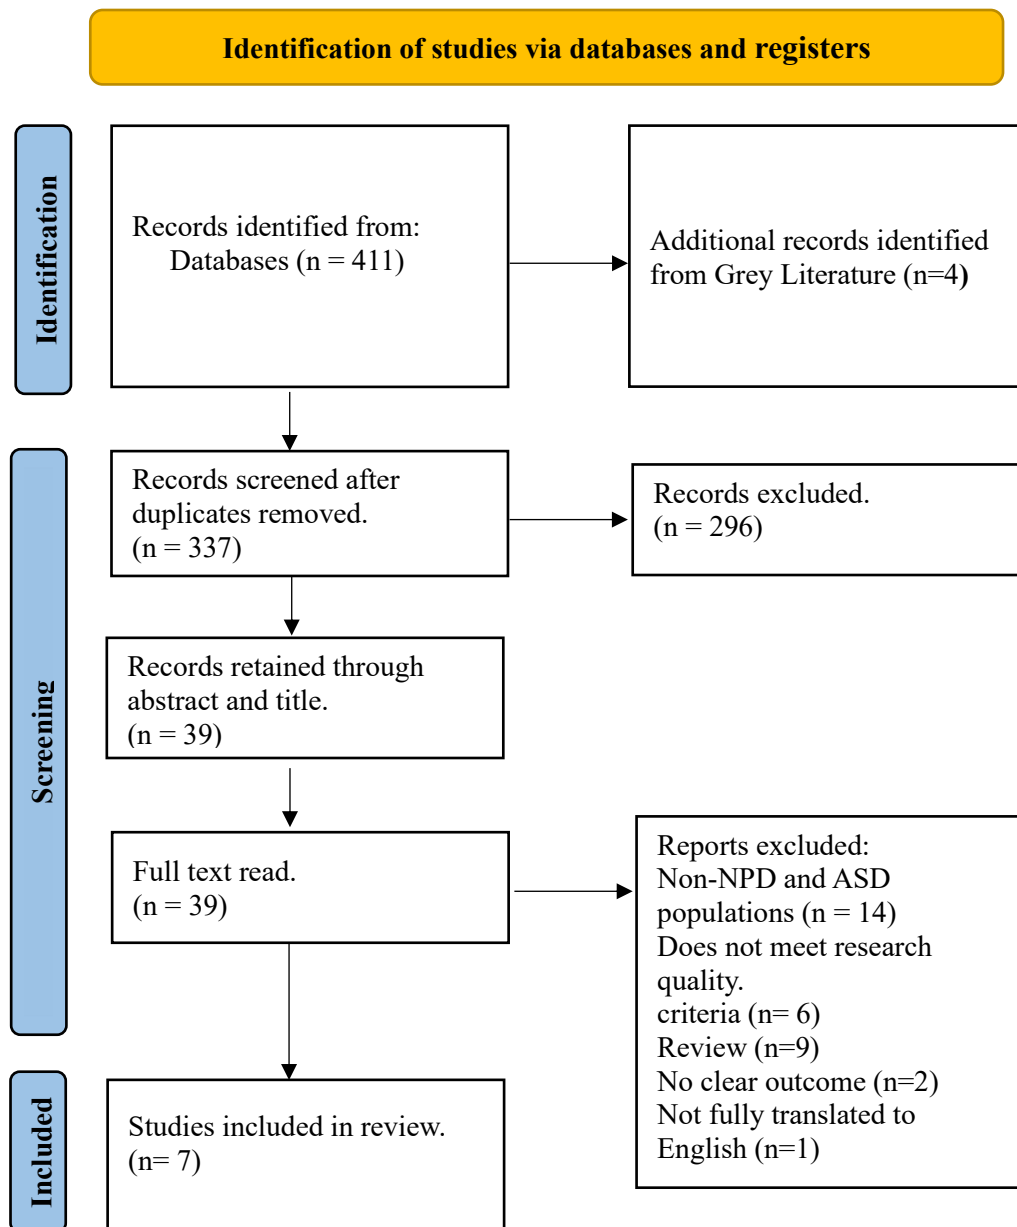 Identification of studies via databases and registers
Identification
Records identified from:
Databases (n = 411)
Additional records identified
from Grey Literature (n=4)
Screening
Records screened after
duplicates removed.
(n = 337)
Records excluded.
(n = 296)
Records retained through
abstract and title.
(n = 39)
Full text read.
(n = 39)
Reports excluded:
Non-NPD and ASD
populations (n = 14)
Does not meet research
quality.
criteria (n= 6)
Review (n=9)
No clear outcome (n=2)
Not fully translated to
English (n=1)
Included
Studies included in review.
(n= 7)